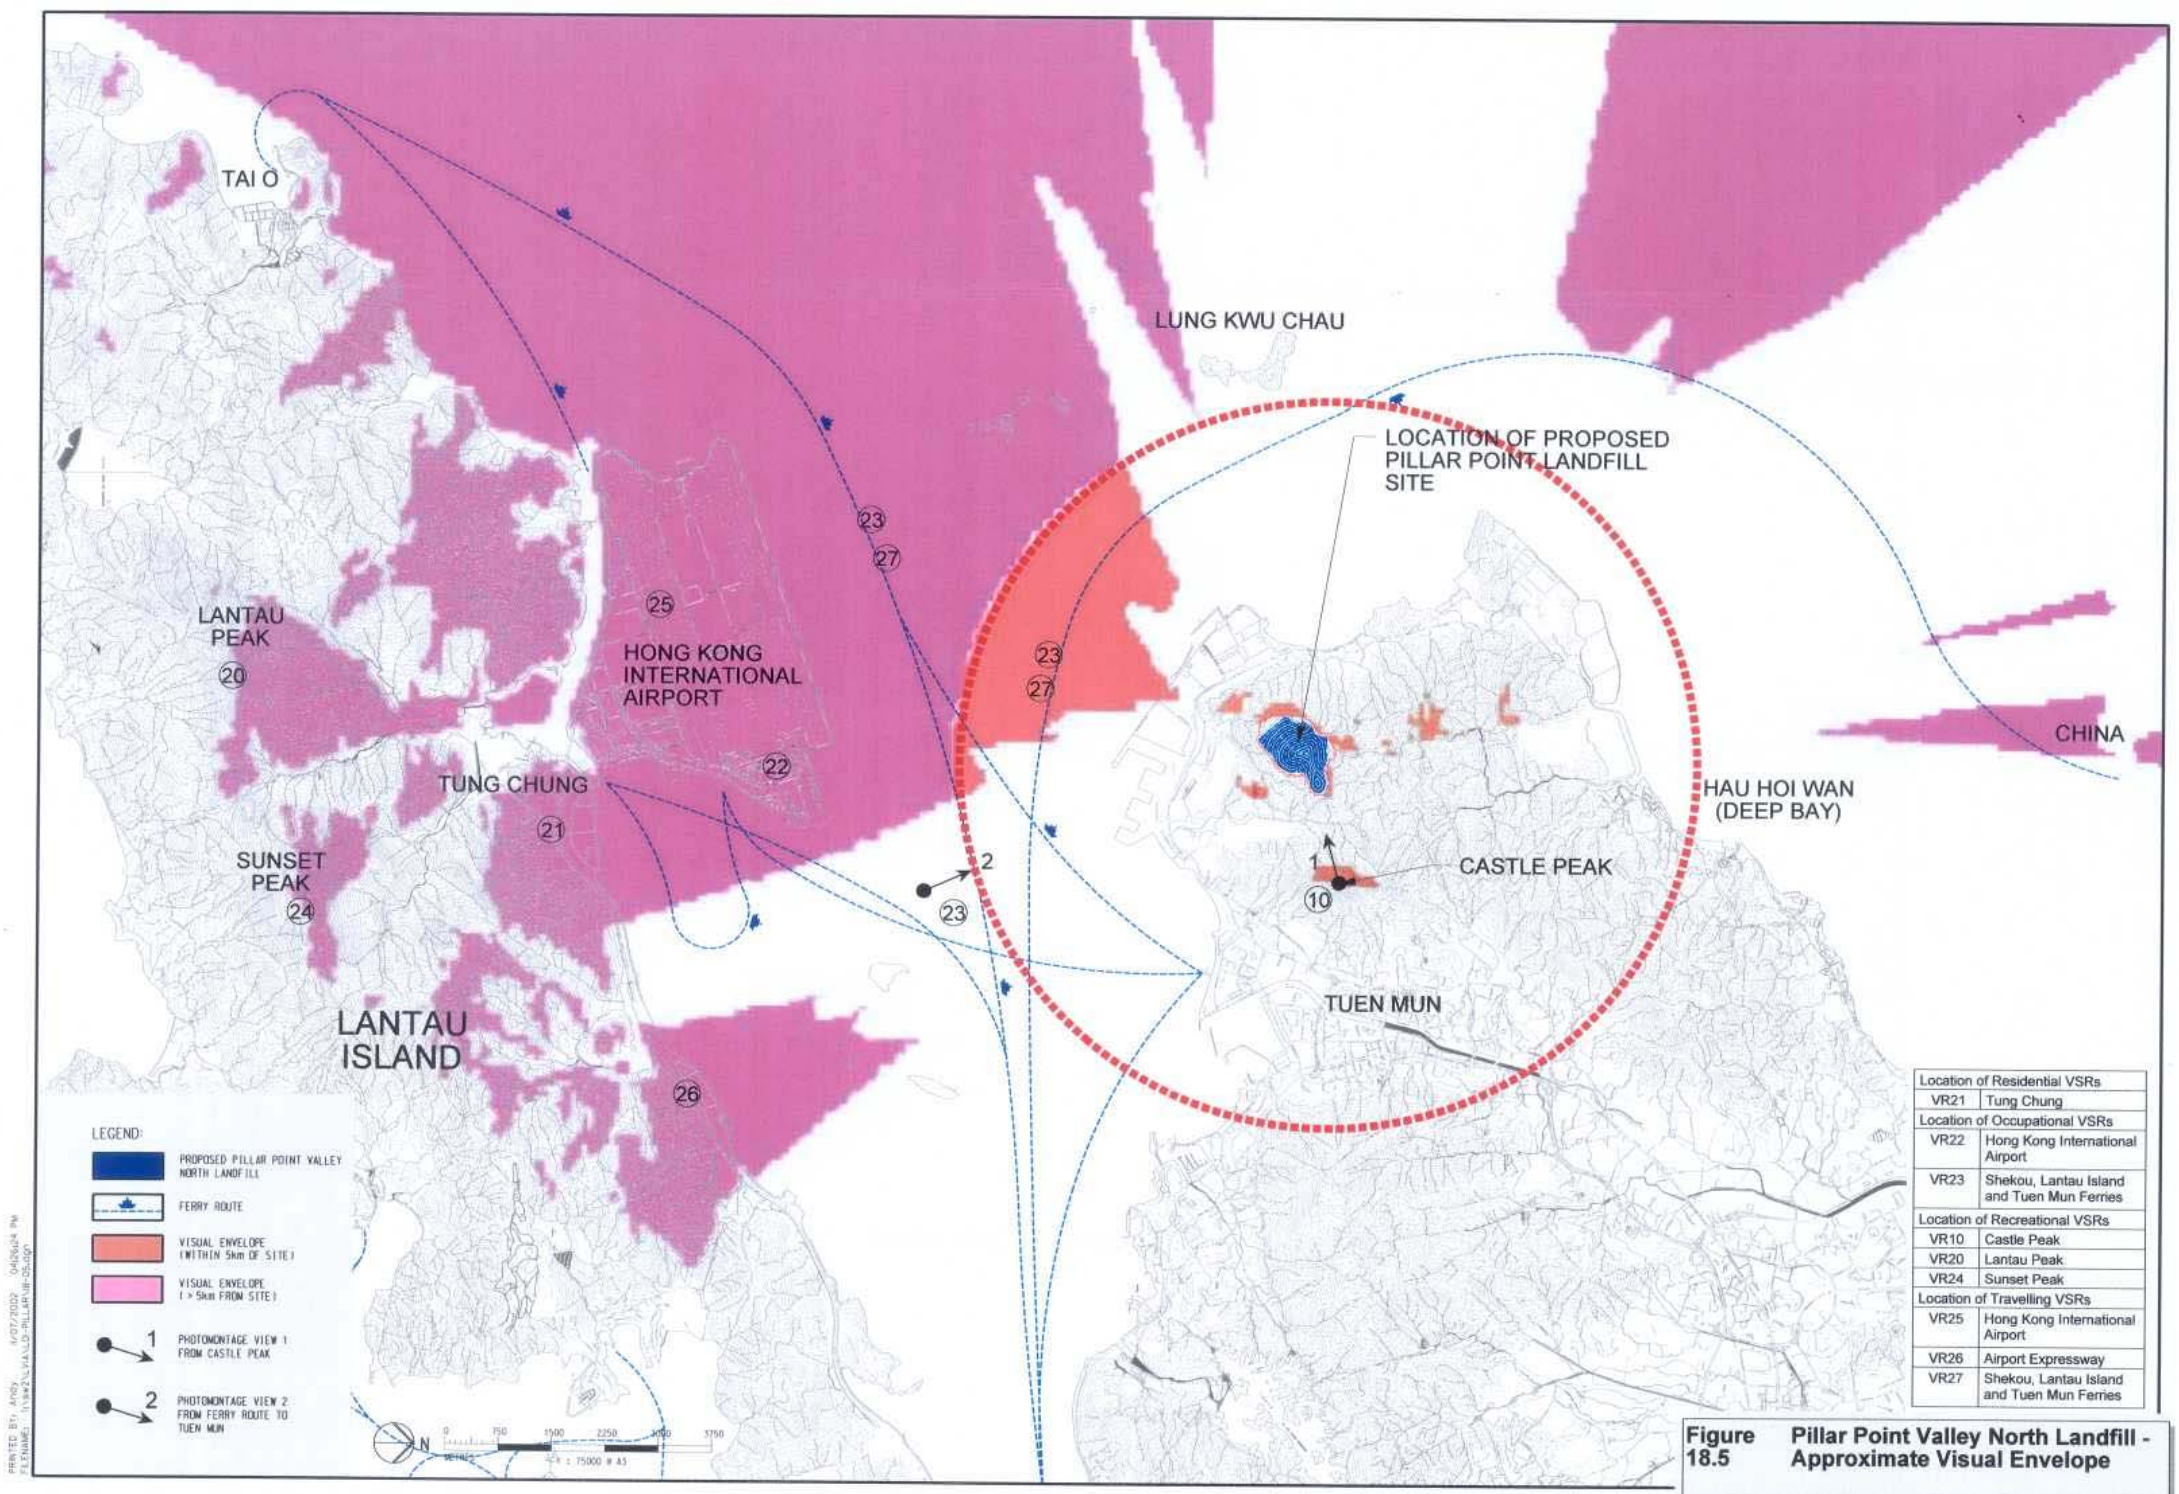 TAI O
LUNG KWU CHAU
LOCATION OF PROPOSED
PILLAR POINT LANDFILL
SITE
23
27
25
LANTAU
PEAK
20
HONG KONG
INTERNATIONAL
AIRPORT
23
27
22
CHINA
TUNG CHUNG
21
HAU HOI WAN
(DEEP BAY)
SUNSET
PEAK
24
2
23
1
10
CASTLE PEAK
LANTAU
ISLAND
TUEN MUN
26
LEGEND:
PROPOSED PILLAR POINT VALLEY
NORTH LANDFILL
FERRY ROUTE
VISUAL ENVELOPE
(WITHIN 5km OF SITE)
VISUAL ENVELOPE
( > 5km FROM SITE)
1
PHOTOMONTAGE VIEW 1
FROM CASTLE PEAK
2
PHOTOMONTAGE VIEW 2
FROM FERRY ROUTE TO
TUEN MUN
N
0 750 1500 2250 3000 3750
METRES
1 : 75000 @ A3
Location of Residential VSRs
VR21 Tung Chung
Location of Occupational VSRs
VR22 Hong Kong International
Airport
VR23 Shekou, Lantau Island
and Tuen Mun Ferries
Location of Recreational VSRs
VR10 Castle Peak
VR20 Lantau Peak
VR24 Sunset Peak
Location of Travelling VSRs
VR25 Hong Kong International
Airport
VR26 Airport Expressway
VR27 Shekou, Lantau Island
and Tuen Mun Ferries
Figure
18.5
Pillar Point Valley North Landfill -
Approximate Visual Envelope
PRINTED BY: Andy